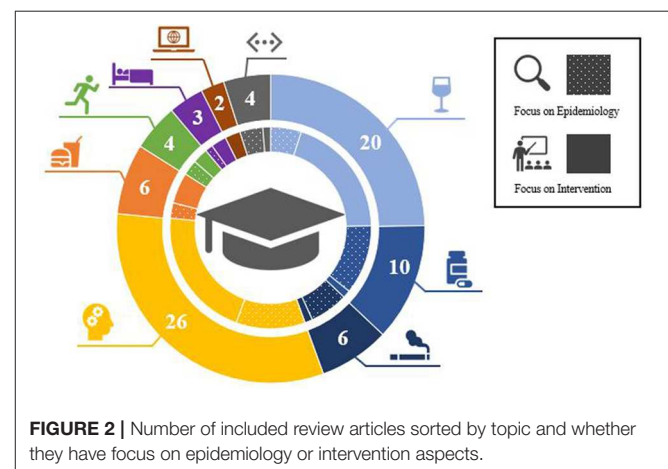 2
4
3
4
20
6
10
26
6
Focus on Epidemiology
Focus on Intervention
FIGURE 2 | Number of included review articles sorted by topic and whether
they have focus on epidemiology or intervention aspects.